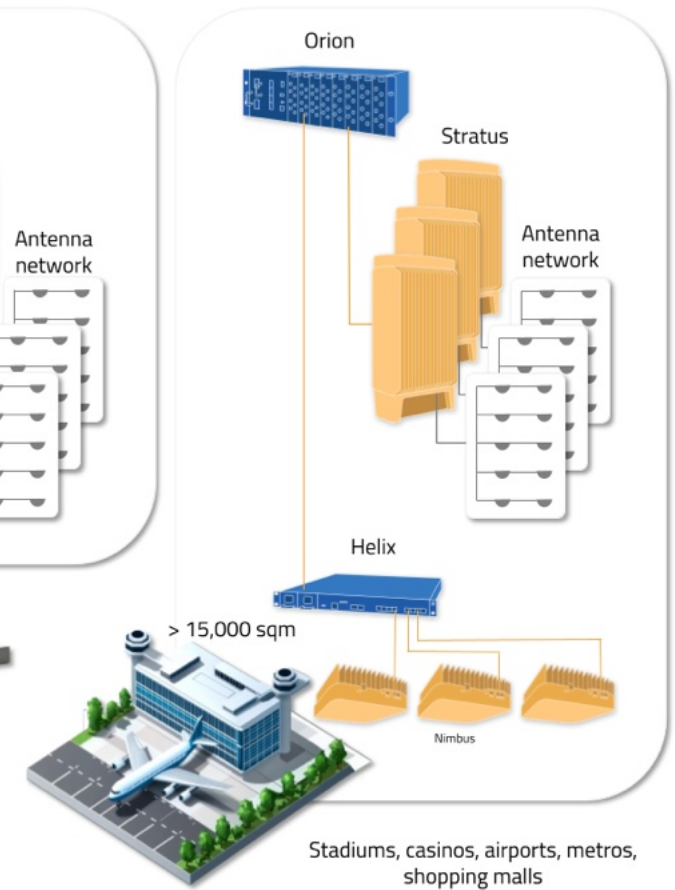 Orion
Stratus
Antenna
network
Antenna
network
Helix
> 15,000 sqm
Nimbus
Stadiums, casinos, airports, metros,
shopping malls